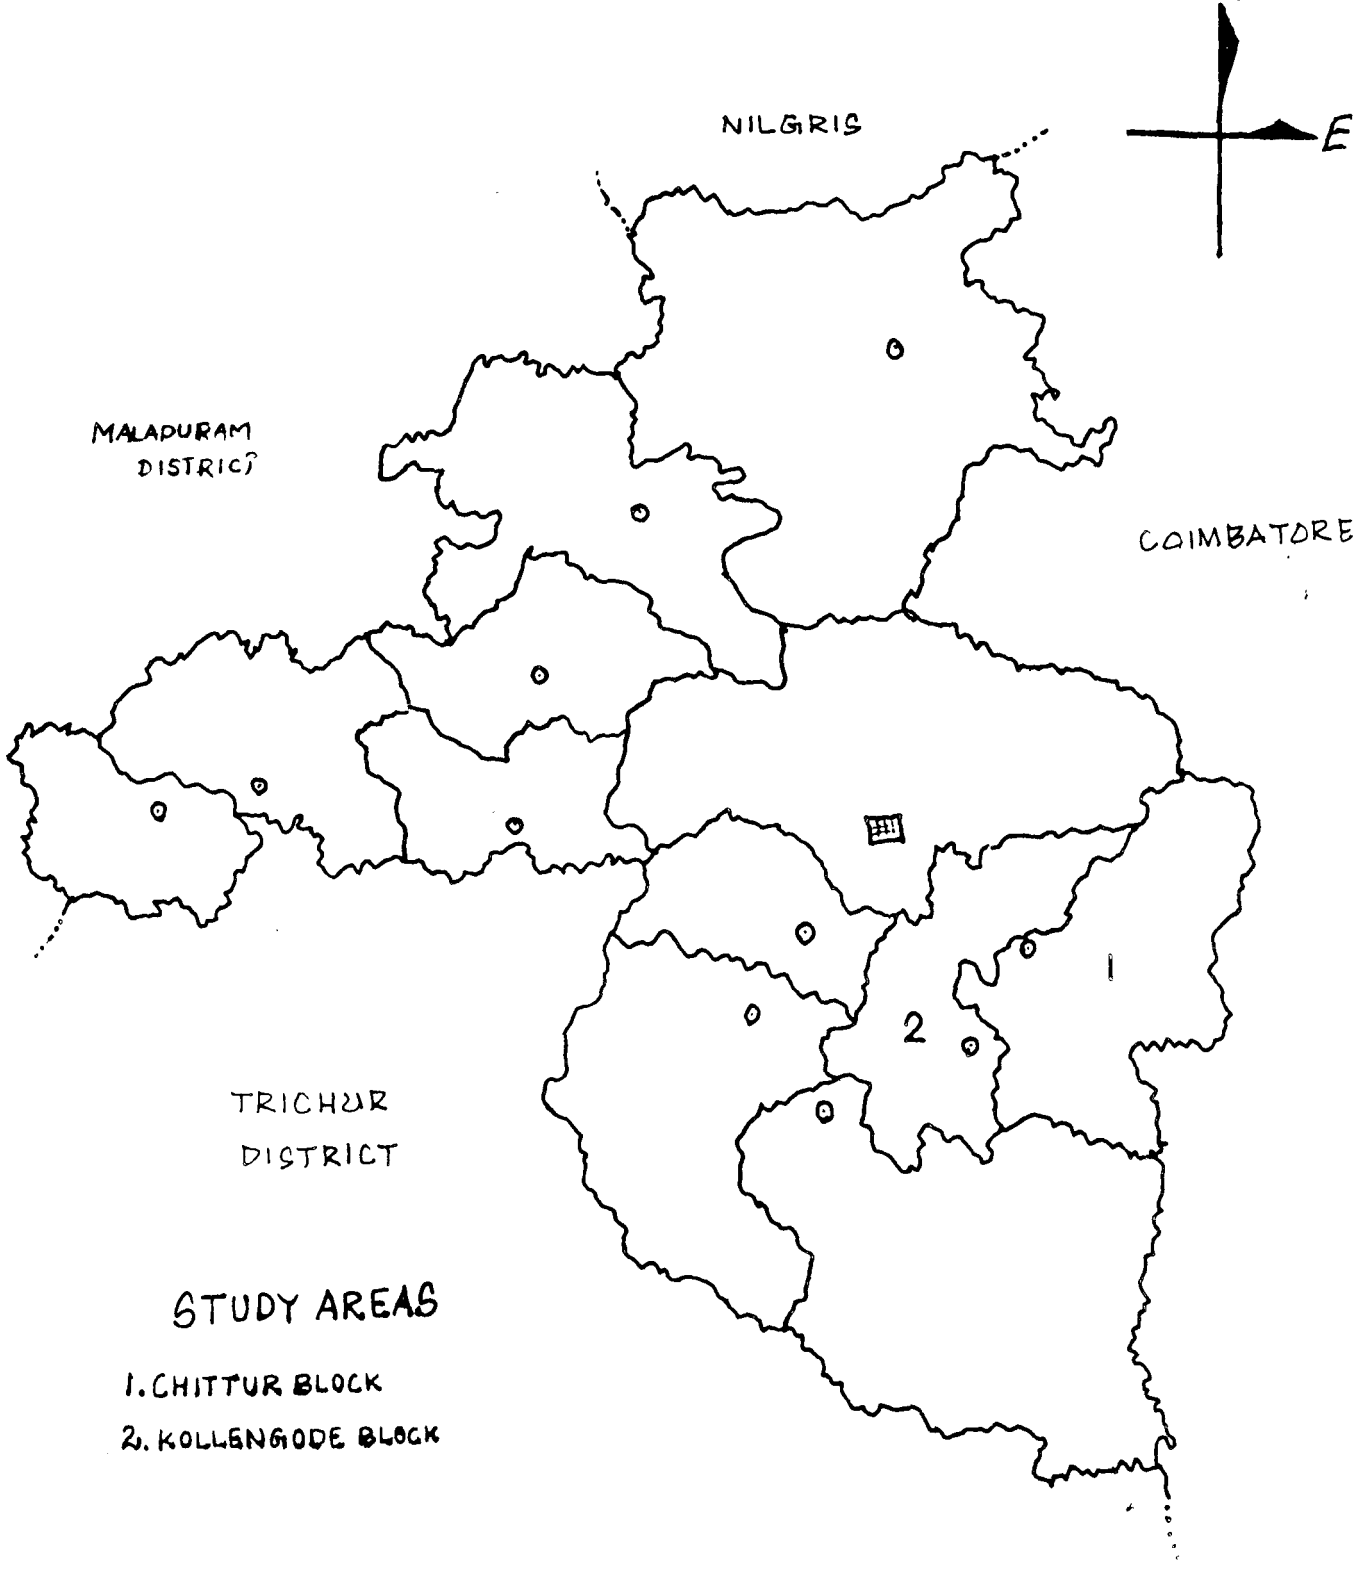 NILGRIS
E
MALADURAM
DISTRICT
COIMBATORE
1
2
TRICHUR
DISTRICT
STUDY AREAS
1. CHITTUR BLOCK
2. KOLLENGODE BLOCK